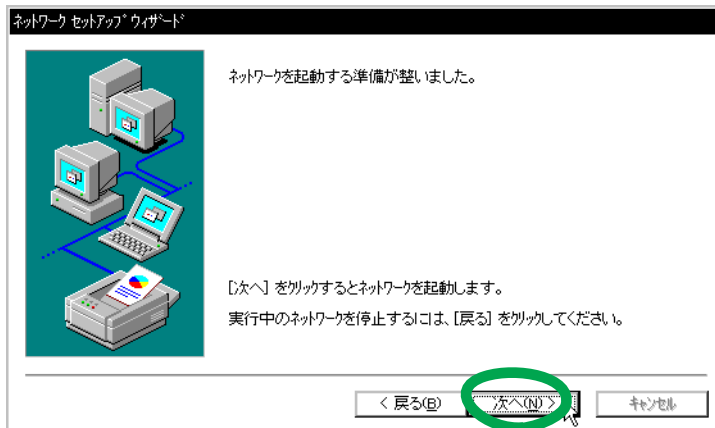 ネットワーク セットアップ ウィザード
ネットワークを起動する準備が整いました。
[次へ] をクリックするとネットワークを起動します。
実行中のネットワークを停止するには、[戻る] をクリックしてください。
< 戻る(B)
次へ(N) >
キャンセル